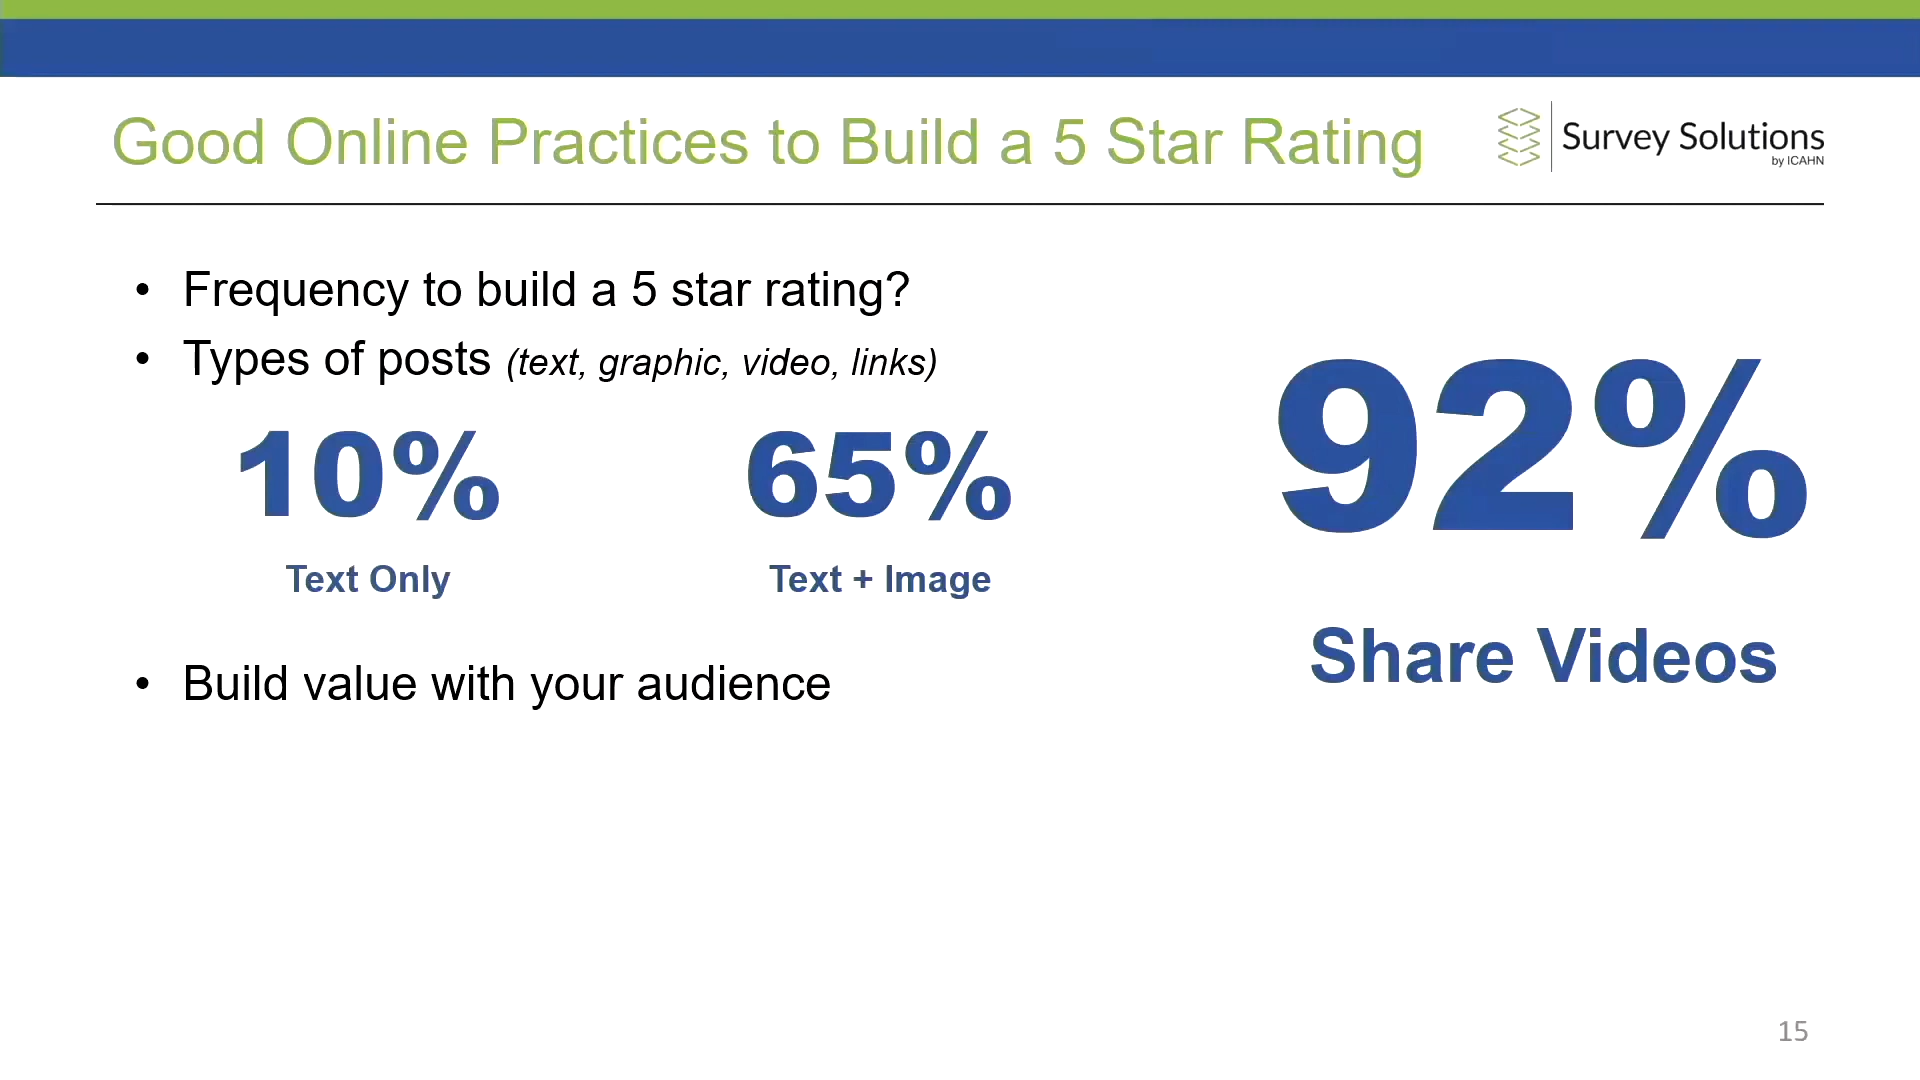 Good Online Practices to Build a 5 Star Rating
Survey Solutions
by ICAHN
• Frequency to build a 5 star rating?
• Types of posts (text, graphic, video, links)
10%
65%
92%
Text Only
Text + Image
Share Videos
• Build value with your audience
15